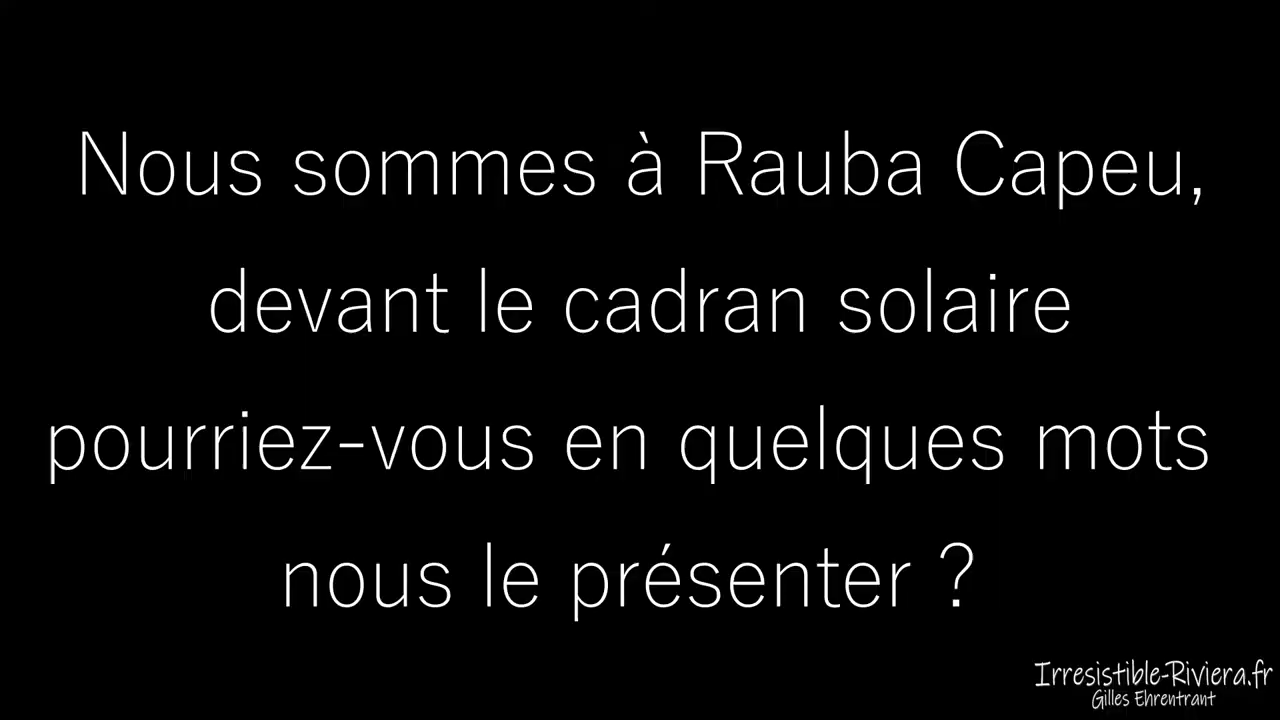 Nous sommes à Rauba Capeu,
devant le cadran solaire
pourriez-vous en quelques mots
nous le présenter ?
Irresistible-Riviera.fr
Gilles Ehrentrant